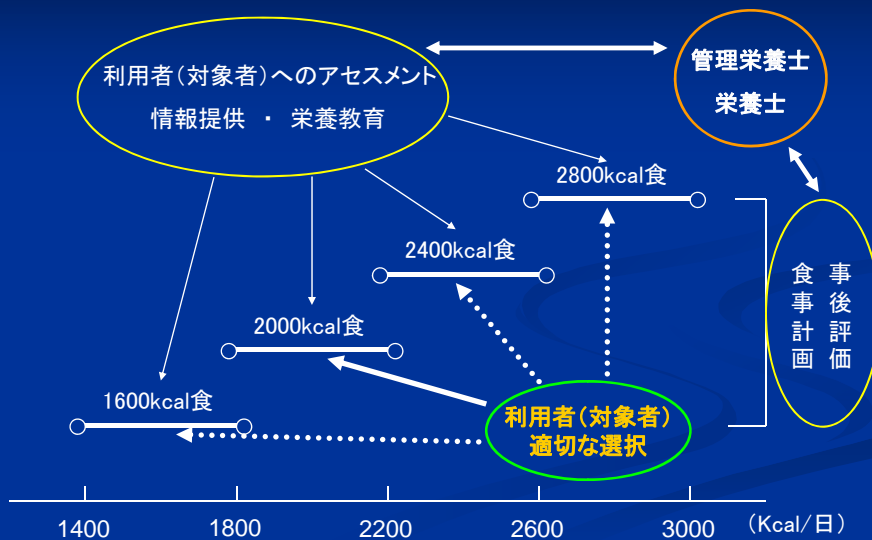 利用者(対象者)へのアセスメント
情報提供 ・ 栄養教育
管理栄養士
栄養士
2800kcal食
2400kcal食
2000kcal食
1600kcal食
食事計画
事後評価
利用者(対象者)
適切な選択
1400 1800 2200 2600 3000 (Kcal/日)